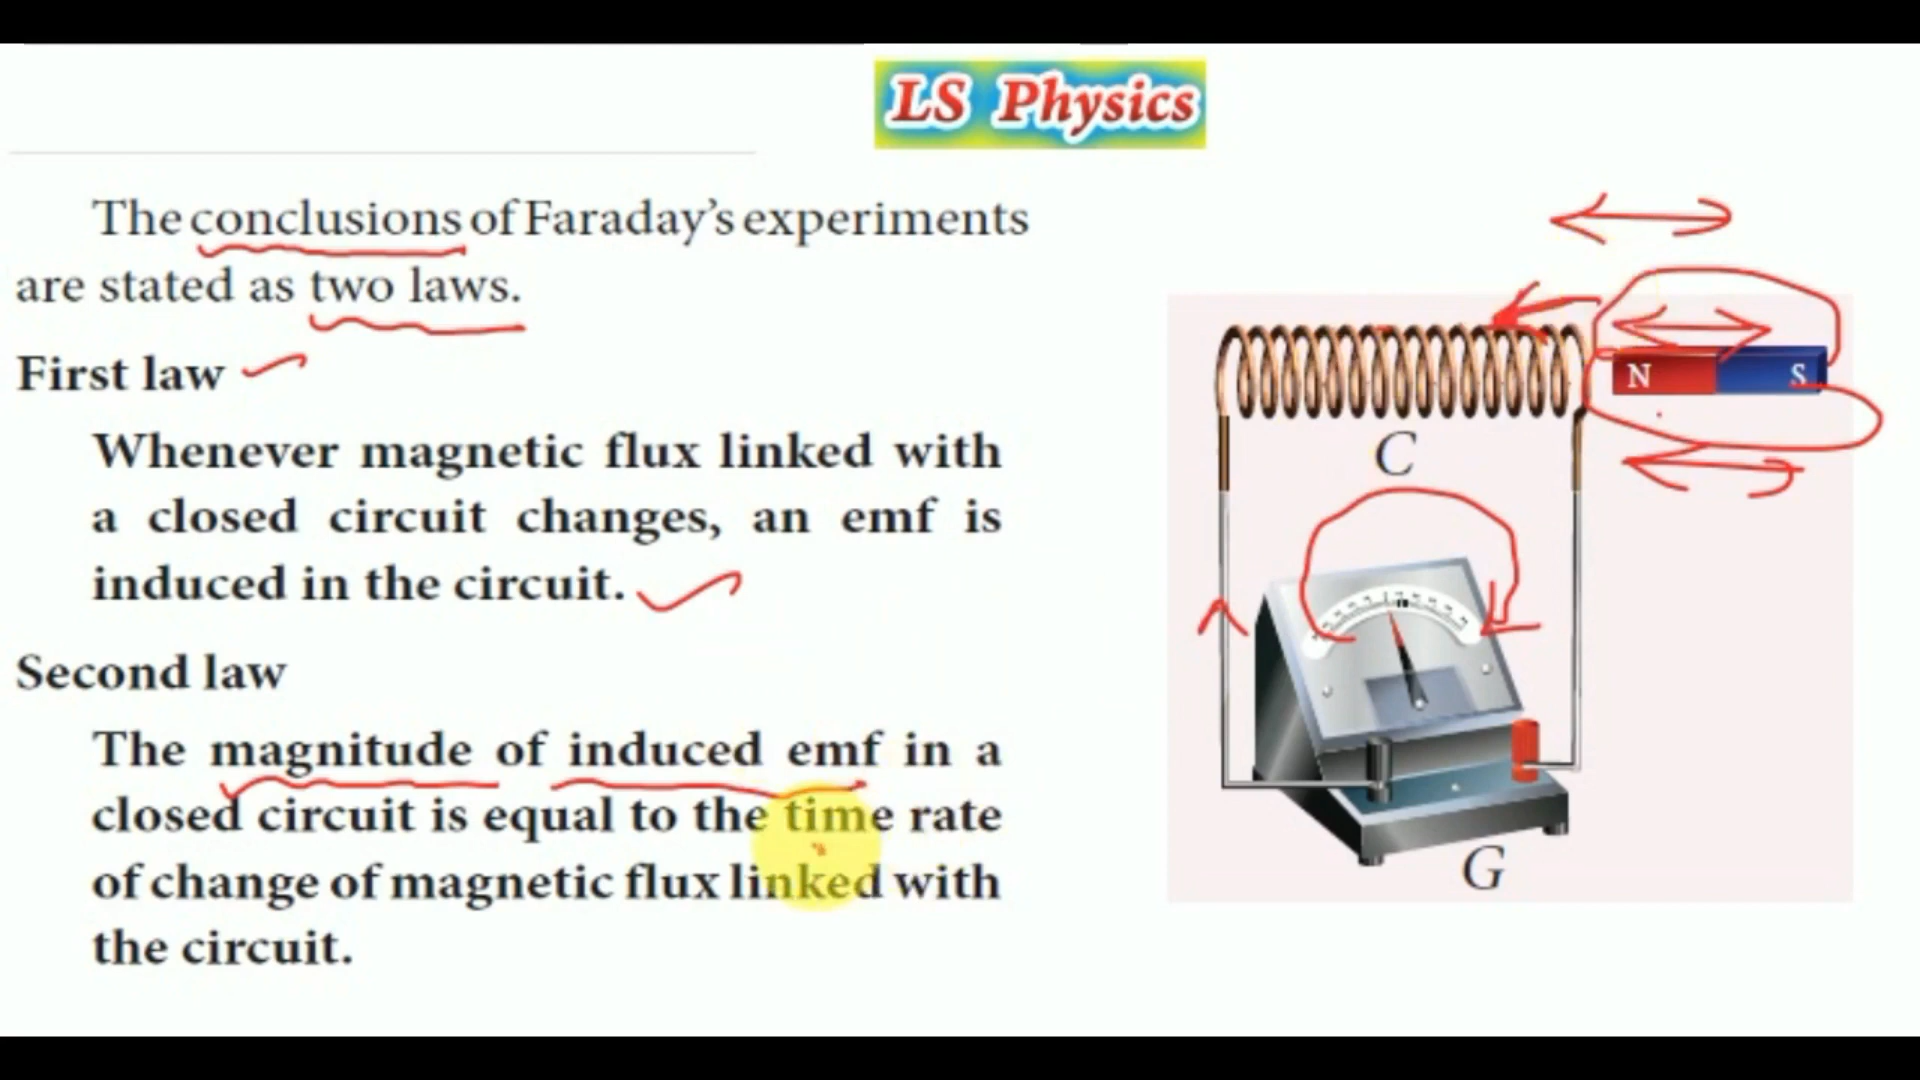 LS Physics
The conclusions of Faraday's experiments
are stated as two laws.
First law
Whenever magnetic flux linked with
a closed circuit changes, an emf is
induced in the circuit.
Second law
The magnitude of induced emf in a
closed circuit is equal to the time rate
of change of magnetic flux linked with
the circuit.
N S
C
G